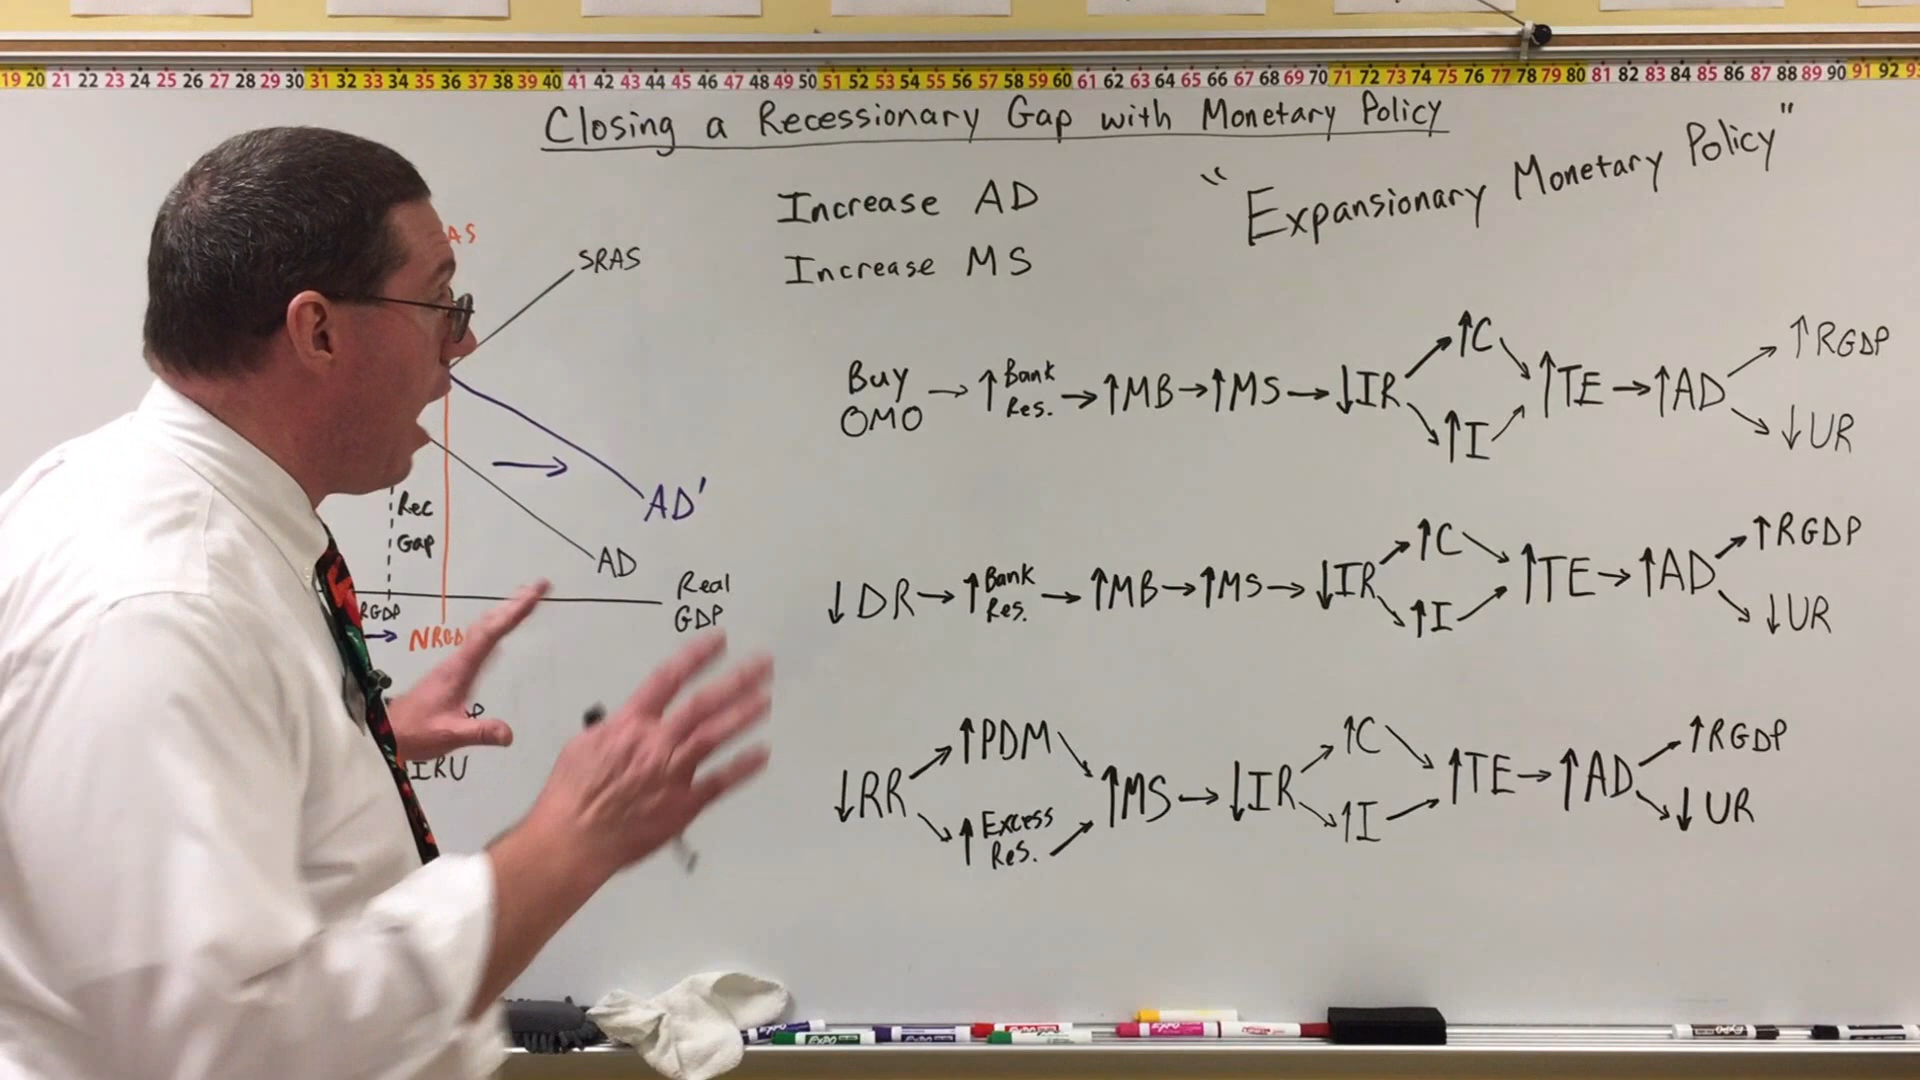 19 20 21 22 23 24 25 26 27 28 29 30 31 32 33 34 35 36 37 38 39 40 41 42 43 44 45 46 47 48 49 50 51 52 53 54 55 56 57 58 59 60 61 62 63 64 65 66 67 68 69 70 71 72 73 74 75 76 77 78 79 80 81 82 83 84 85 86 87 88 89 90 91 92
Closing a Recessionary Gap with Monetary Policy
"Expansionary Monetary Policy"
Increase AD
Increase MS
AS
SRAS
AD'
AD
Rec
Gap
Real
GDP
RGDP
→
IRU
Buy OMO → ↑ Bank Res. → ↑MB → ↑MS → ↓IR ↑C ↑I ↑TE → ↑AD ↑RGDP ↓UR
↓DR → ↑ Bank Res. → ↑MB → ↑MS → ↓IR ↑C ↑I ↑TE → ↑AD ↑RGDP ↓UR
↓RR ↑PDM ↑ Excess Res. ↑MS → ↓IR ↑C ↑I ↑TE → ↑AD ↑RGDP ↓UR
EXPO
EXPO
EXPO
EXPO